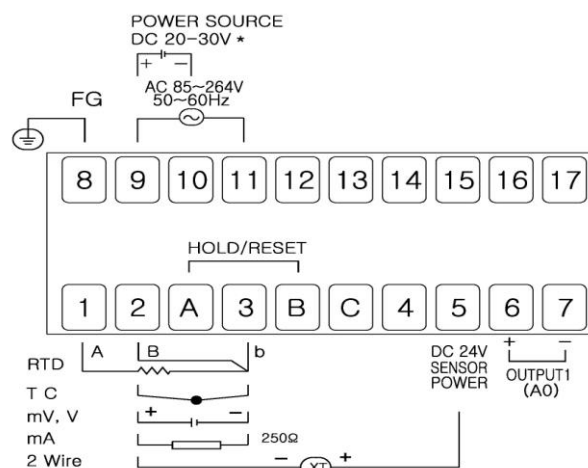 POWER SOURCE
DC 20-30V *
+ −
AC 85~264V
50~60Hz
FG
8 9 10 11 12 13 14 15 16 17
HOLD/RESET
1 2 A 3 B C 4 5 6 7
A B b
RTD
DC 24V
SENSOR
POWER
+ −
OUTPUT1
(A0)
T C
mV, V + −
mA 250Ω
2 Wire − XT +